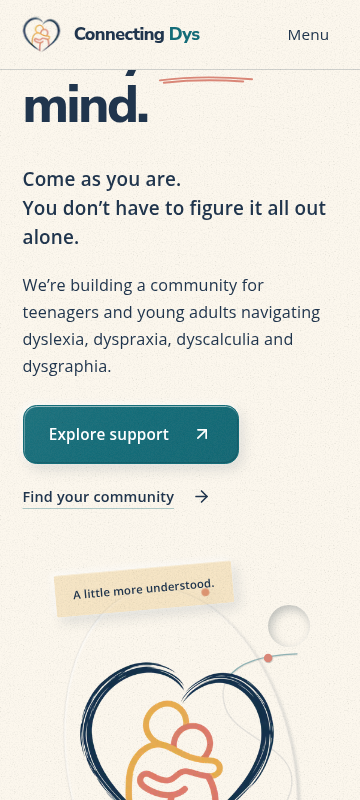 Connecting Dys
Menu
mind.
Come as you are.
You don’t have to figure it all out
alone.
We’re building a community for
teenagers and young adults navigating
dyslexia, dyspraxia, dyscalculia and
dysgraphia.
Explore support
Find your community
A little more understood.